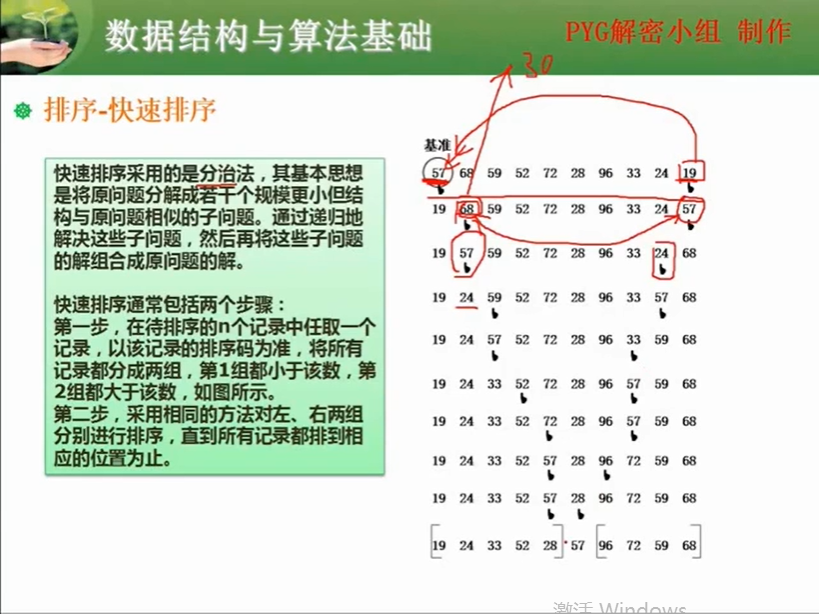 数据结构与算法基础
PYG解密小组 制作
排序-快速排序
快速排序采用的是分治法，其基本思想
是将原问题分解成若干个规模更小但结
构与原问题相似的子问题。通过递归地
解决这些子问题，然后再将这些子问题
的解组合成原问题的解。
快速排序通常包括两个步骤：
第一步，在待排序的n个记录中任取一个
记录，以该记录的排序码为准，将所有
记录都分成两组，第1组都小于该数，第
2组都大于该数，如图所示。
第二步，采用相同的方法对左、右两组
分别进行排序，直到所有记录都排到相
应的位置为止。
30
基准
57 68 59 52 72 28 96 33 24 19
19 68 59 52 72 28 96 33 24 57
19 57 59 52 72 28 96 33 24 68
19 24 59 52 72 28 96 33 57 68
19 24 57 52 72 28 96 33 59 68
19 24 33 52 72 28 96 57 59 68
19 24 33 52 72 28 96 57 59 68
19 24 33 52 57 28 96 72 59 68
19 24 33 52 57 28 96 72 59 68
[19 24 33 52 28] 57 [96 72 59 68]
激活 Windows